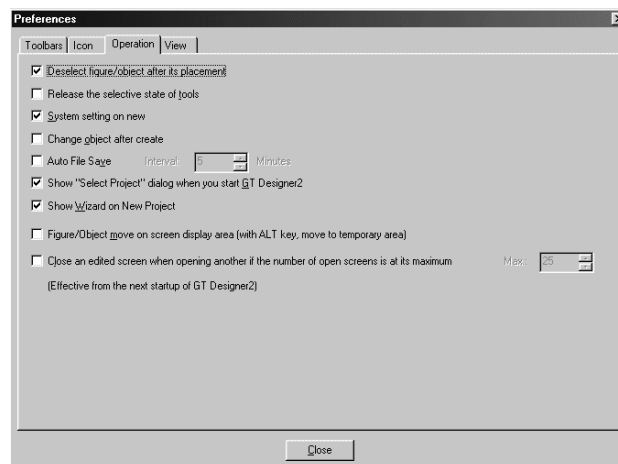 Preferences
Toolbars Icon Operation View
Deselect figure/object after its placement
Release the selective state of tools
System setting on new
Change object after create
Auto File Save Interval: 5 Minutes
Show "Select Project" dialog when you start GT Designer2
Show Wizard on New Project
Figure/Object move on screen display area (with ALT key, move to temporary area)
Close an edited screen when opening another if the number of open screens is at its maximum Max.: 25
(Effective from the next startup of GT Designer2)
Close